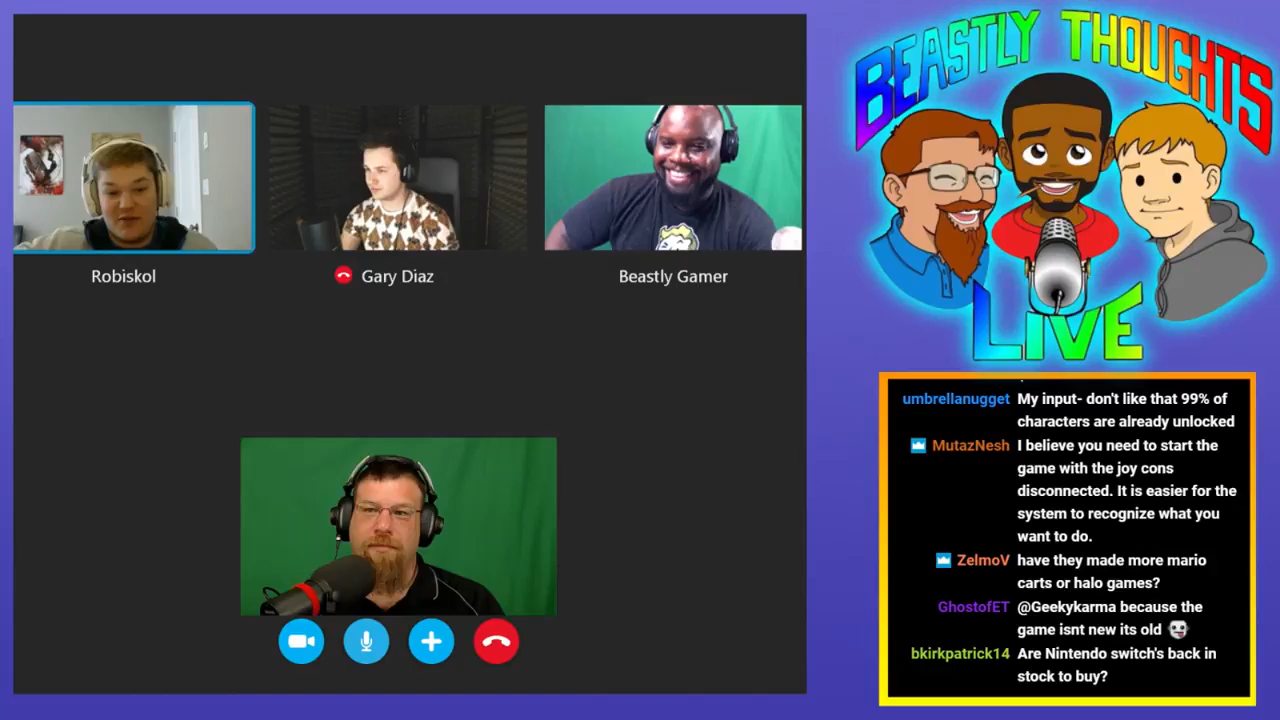 BEASTLY THOUGHTS
LIVE
Robiskol
Gary Diaz
Beastly Gamer
umbrellanugget My input- don't like that 99% of
characters are already unlocked
MutazNesh I believe you need to start the
game with the joy cons
disconnected. It is easier for the
system to recognize what you
want to do.
ZelmoV have they made more mario
carts or halo games?
GhostofET @Geekykarma because the
game isnt new its old
bkirkpatrick14 Are Nintendo switch's back in
stock to buy?